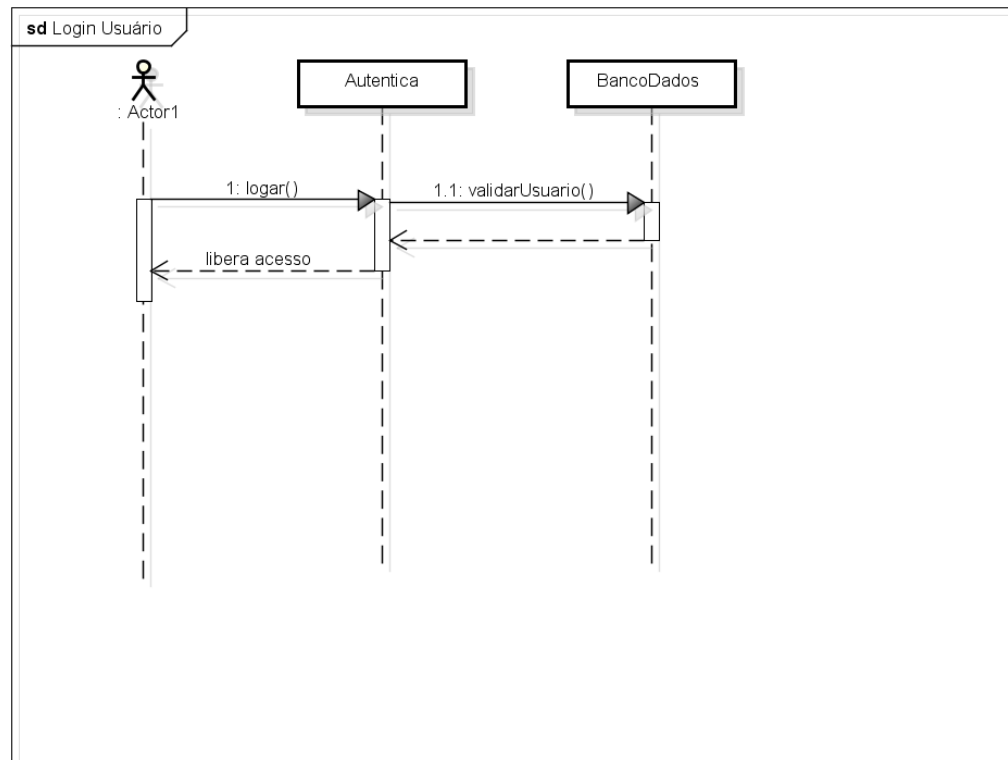 sd Login Usuário
: Actor1
Autentica
BancoDados
1: logar()
1.1: validarUsuario()
libera acesso